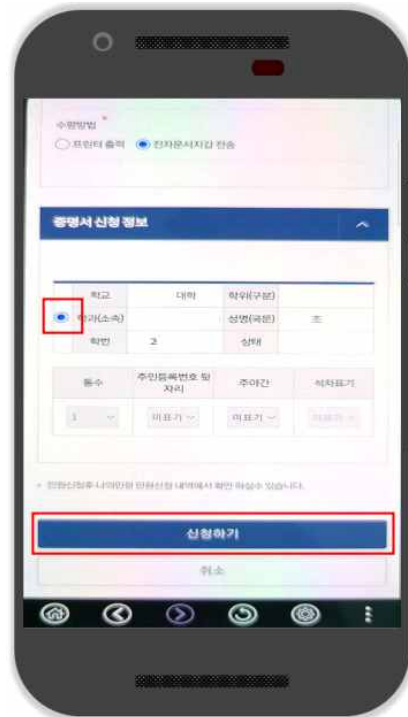 수령방법 *
프린터 출력 전자문서지갑 전송
증명서 신청 정보
학교 대학 학위(구분)
학과(소속) 성명(국문) 조
학번 2 상태
통수 주민등록번호 뒷자리 주야간 석차표기
1 미표기 미표기 미표기
* 민원신청후 나의민원 민원신청 내역에서 확인 하실수 있습니다.
신청하기
취소